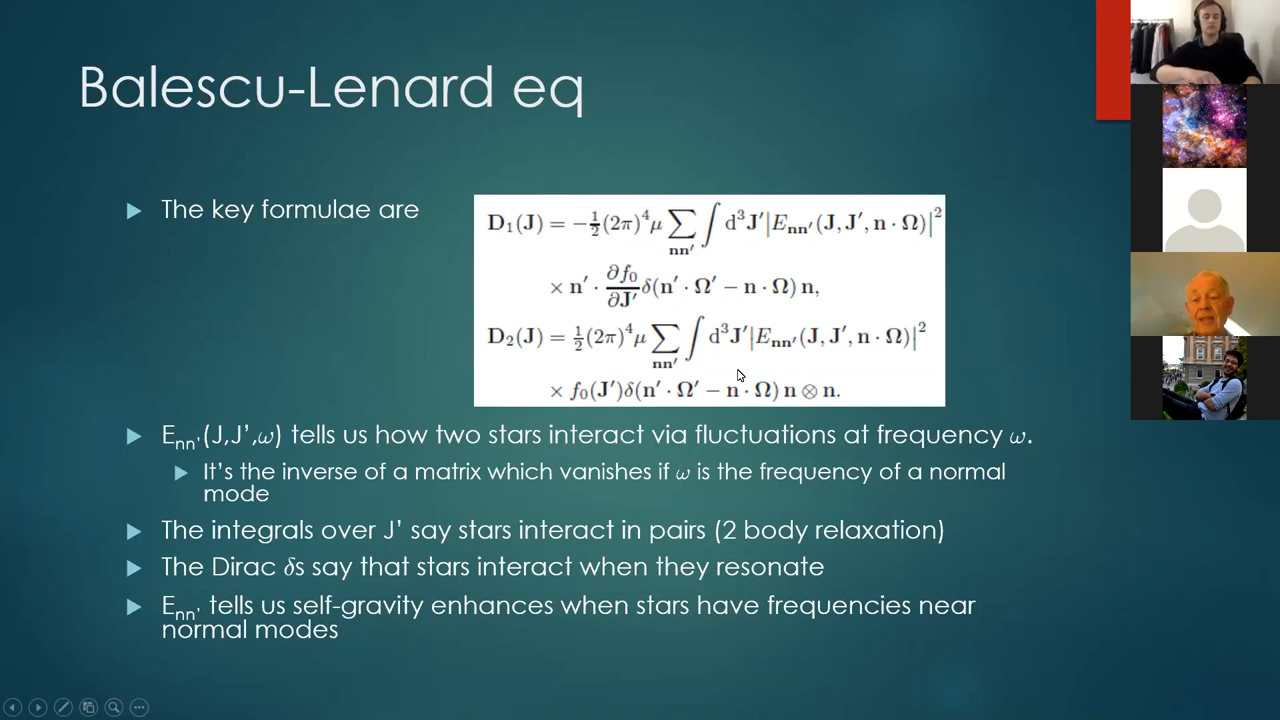 Balescu-Lenard eq
The key formulae are
D₁(J) = −½(2π)⁴μ ∑ₙₙ′ ∫ d³J′|Eₙₙ′(J, J′, n · Ω)|²
× n′ · ∂f₀/∂J′ δ(n′ · Ω′ − n · Ω) n,
D₂(J) = ½(2π)⁴μ ∑ₙₙ′ ∫ d³J′|Eₙₙ′(J, J′, n · Ω)|²
× f₀(J′)δ(n′ · Ω′ − n · Ω) n ⊗ n.
Eₙₙ'(J,J’,ω) tells us how two stars interact via fluctuations at frequency ω.
It’s the inverse of a matrix which vanishes if ω is the frequency of a normal
mode
The integrals over J’ say stars interact in pairs (2 body relaxation)
The Dirac δs say that stars interact when they resonate
Eₙₙ' tells us self-gravity enhances when stars have frequencies near
normal modes